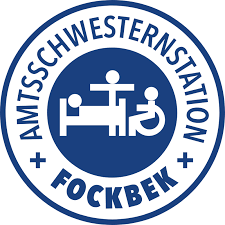 AMTSSCHWESTERNSTATION
+ FOCKBEK +